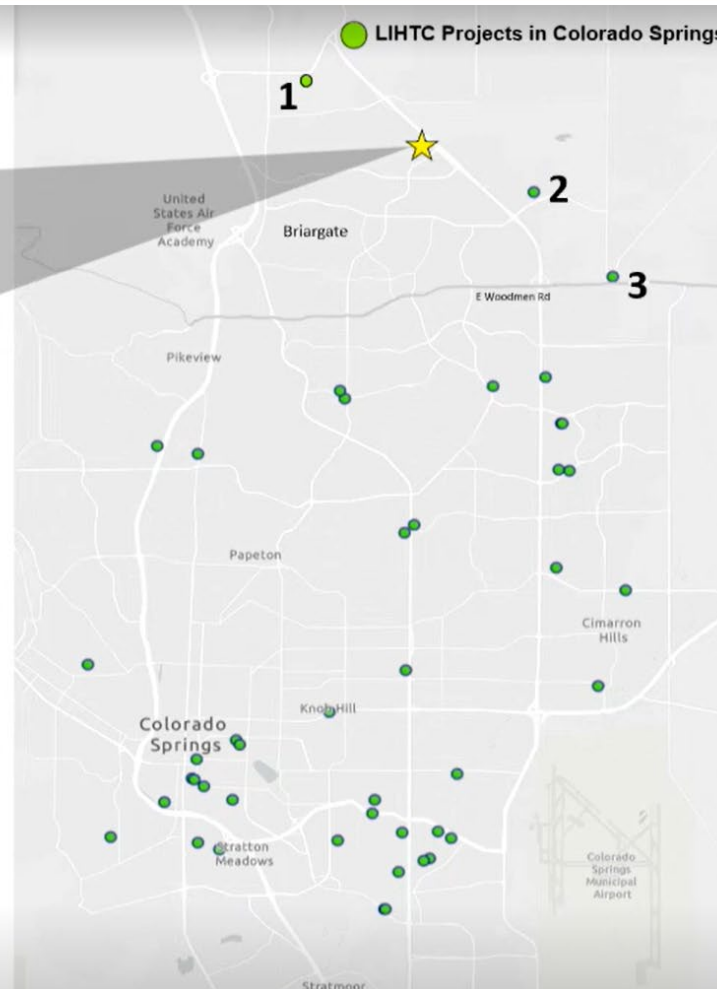 LIHTC Projects in Colorado Springs
1
2
United
States Air
Force
Academy
Briargate
3
E Woodmen Rd
Pikeview
Papeton
Cimarron
Hills
Knob Hill
Colorado
Springs
Stratton
Meadows
Colorado
Springs
Municipal
Airport
Stratmoor